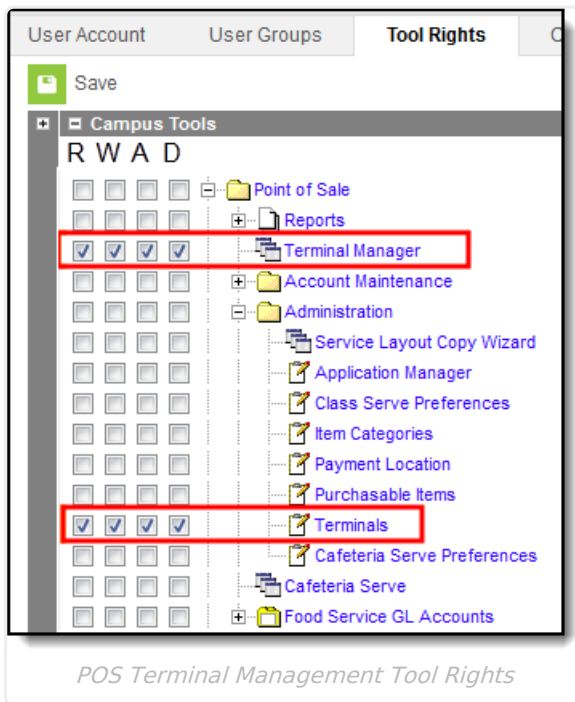 User Account User Groups Tool Rights
Save
Campus Tools
R W A D
Point of Sale
Reports
Terminal Manager
Account Maintenance
Administration
Service Layout Copy Wizard
Application Manager
Class Serve Preferences
Item Categories
Payment Location
Purchasable Items
Terminals
Cafeteria Serve Preferences
Cafeteria Serve
Food Service GL Accounts
POS Terminal Management Tool Rights